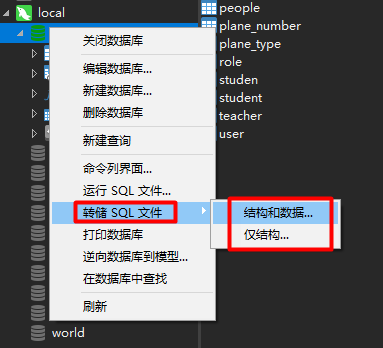 local
关闭数据库
编辑数据库...
新建数据库...
删除数据库
新建查询
命令列界面...
运行 SQL 文件...
转储 SQL 文件
打印数据库
逆向数据库到模型...
在数据库中查找
刷新
结构和数据...
仅结构...
world
people
plane_number
plane_type
role
studen
student
teacher
user